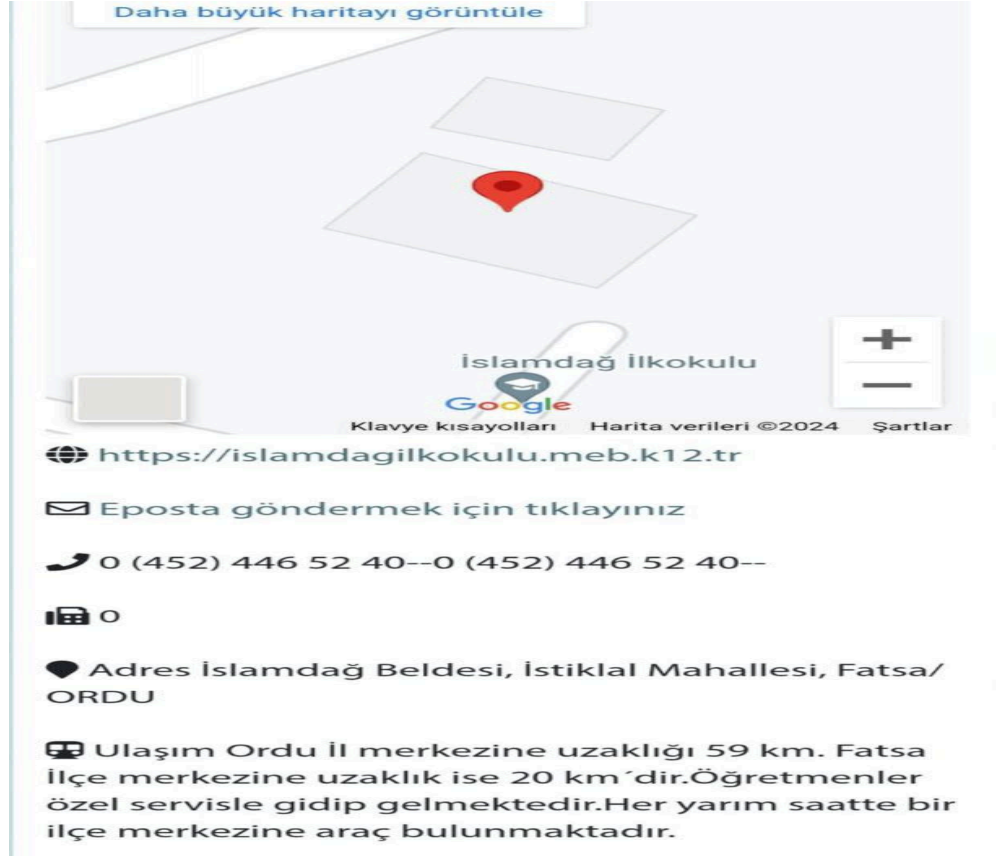 Daha büyük haritayı görüntüle
İslamdağ İlkokulu
Google
Klavye kısayolları Harita verileri ©2024 Şartlar
https://islamdagilkokulu.meb.k12.tr
Eposta göndermek için tıklayınız
0 (452) 446 52 40--0 (452) 446 52 40--
0
Adres İslamdağ Beldesi, İstiklal Mahallesi, Fatsa/
ORDU
Ulaşım Ordu İl merkezine uzaklığı 59 km. Fatsa
İlçe merkezine uzaklık ise 20 km´dir.Öğretmenler
özel servisle gidip gelmektedir.Her yarım saatte bir
ilçe merkezine araç bulunmaktadır.